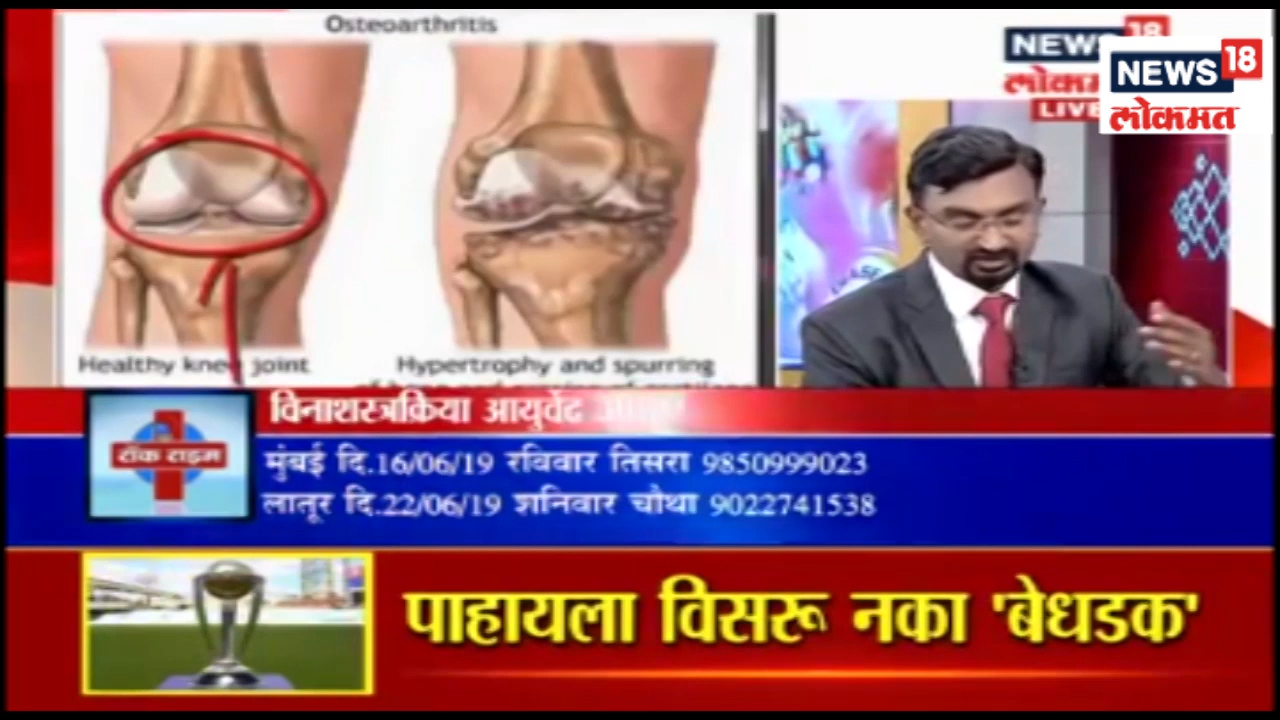 Osteoarthritis
NEWS 18
लोकमत
LIVE
NEWS 18
लोकमत
Healthy knee joint
Hypertrophy and spurring
विनाशस्त्रक्रिया आयुर्वेद
टॉक टाइम
मुंबई दि.16/06/19 रविवार तिसरा 9850999023
लातूर दि.22/06/19 शनिवार चौथा 9022741538
पाहायला विसरू नका 'बेधडक'